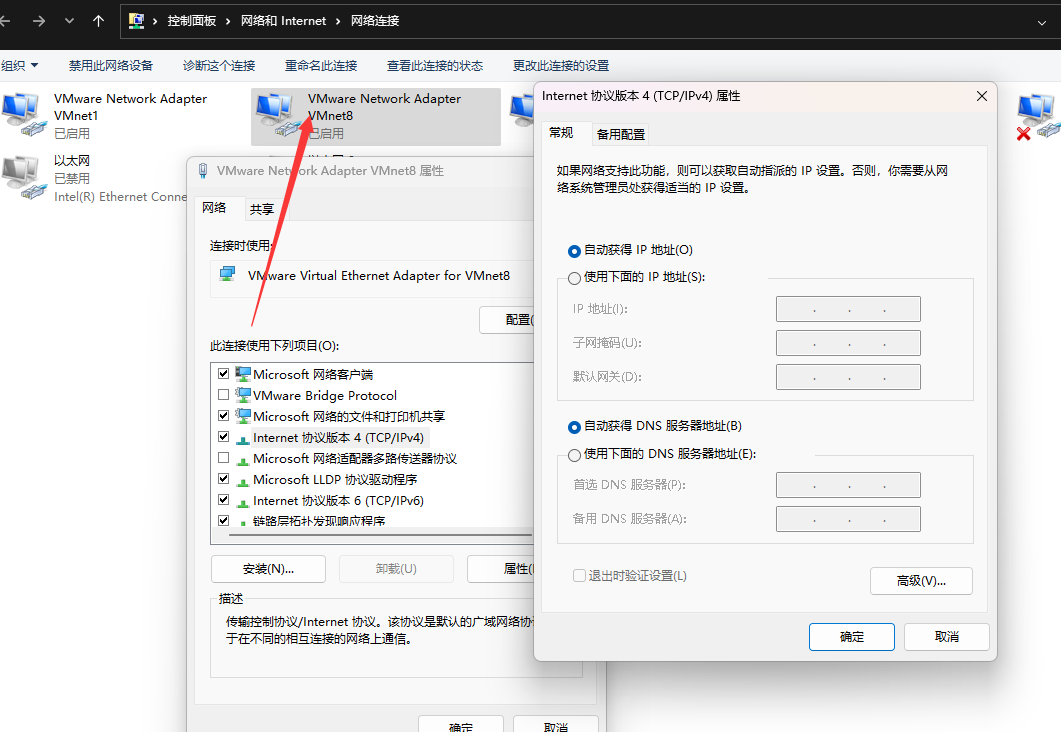 控制面板 › 网络和 Internet › 网络连接
组织 禁用此网络设备 诊断这个连接 重命名此连接 查看此连接的状态 更改此连接的设置
VMware Network Adapter
VMnet1
已启用
VMware Network Adapter
VMnet8
已启用
以太网
已禁用
Intel(R) Ethernet Conne
VMware Network Adapter VMnet8 属性
网络 共享
连接时使用:
VMware Virtual Ethernet Adapter for VMnet8
配置(
此连接使用下列项目(O):
Microsoft 网络客户端
VMware Bridge Protocol
Microsoft 网络的文件和打印机共享
Internet 协议版本 4 (TCP/IPv4)
Microsoft 网络适配器多路传送器协议
Microsoft LLDP 协议驱动程序
Internet 协议版本 6 (TCP/IPv6)
链路层拓扑发现响应程序
安装(N)... 卸载(U) 属性(
描述
传输控制协议/Internet 协议。该协议是默认的广域网络协
于在不同的相互连接的网络上通信。
确定 取消
Internet 协议版本 4 (TCP/IPv4) 属性
常规 备用配置
如果网络支持此功能，则可以获取自动指派的 IP 设置。否则，你需要从网
络系统管理员处获得适当的 IP 设置。
自动获得 IP 地址(O)
使用下面的 IP 地址(S):
IP 地址(I):
子网掩码(U):
默认网关(D):
自动获得 DNS 服务器地址(B)
使用下面的 DNS 服务器地址(E):
首选 DNS 服务器(P):
备用 DNS 服务器(A):
退出时验证设置(L)
高级(V)...
确定 取消